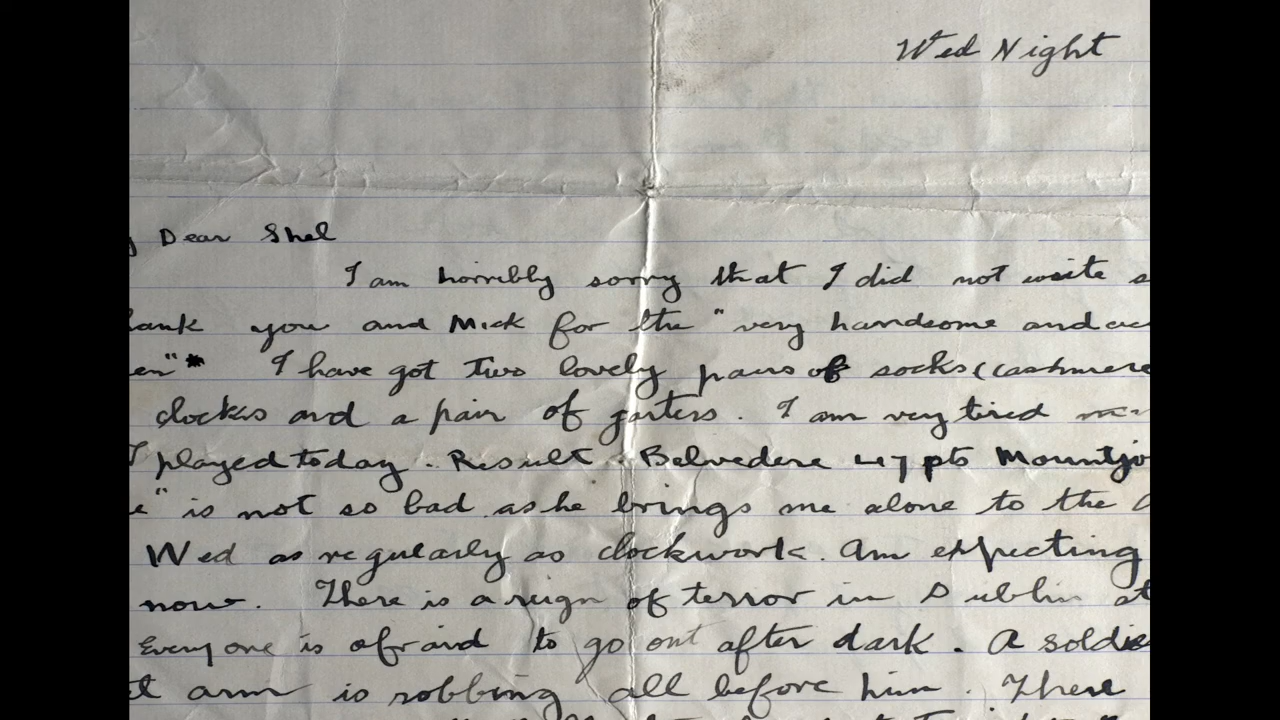 Wed Night
Dear Shel
I am horribly sorry that I did not write s
ank you and Mick for the "very handsome and
en" I have got two lovely pairs of socks (cashmere
clocks and a pair of garters. I am very tired
I played today. Result. Belvedere 47 pts Mountjo
e" is not so bad as he brings me alone to the
Wed as regularly as clockwork. Am expecting
now. There is a reign of terror in Dublin at
Everyone is afraid to go out after dark. A soldie
t arm is robbing all before him. There